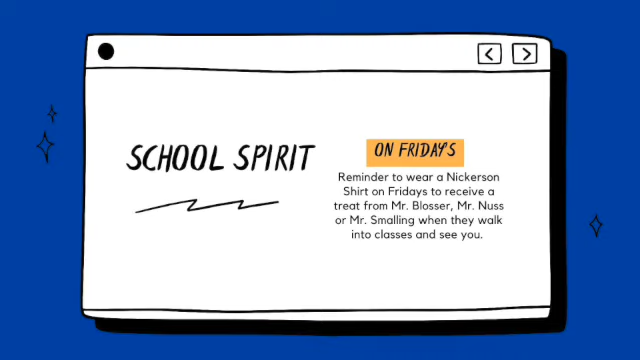 SCHOOL SPIRIT
ON FRIDAYS
Reminder to wear a Nickerson
Shirt on Fridays to receive a
treat from Mr. Blosser, Mr. Nuss
or Mr. Smalling when they walk
into classes and see you.